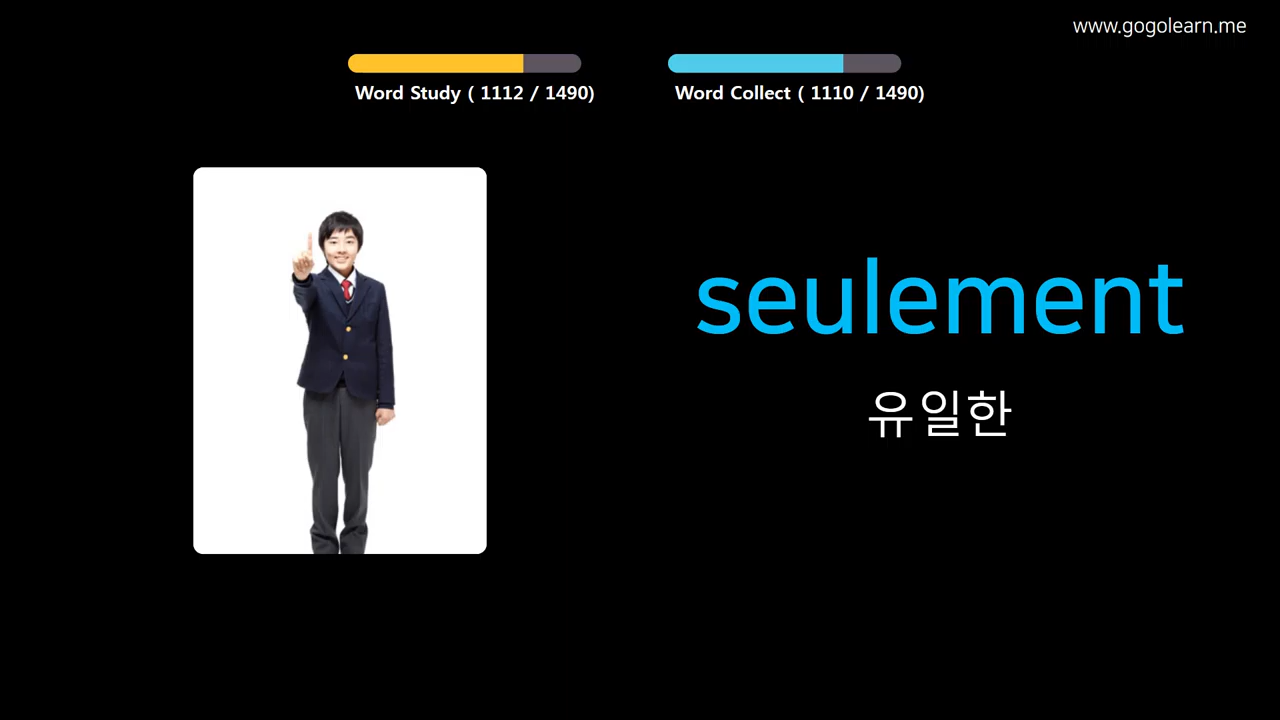 www.gogolearn.me
Word Study ( 1112 / 1490)
Word Collect ( 1110 / 1490)
seulement
유일한